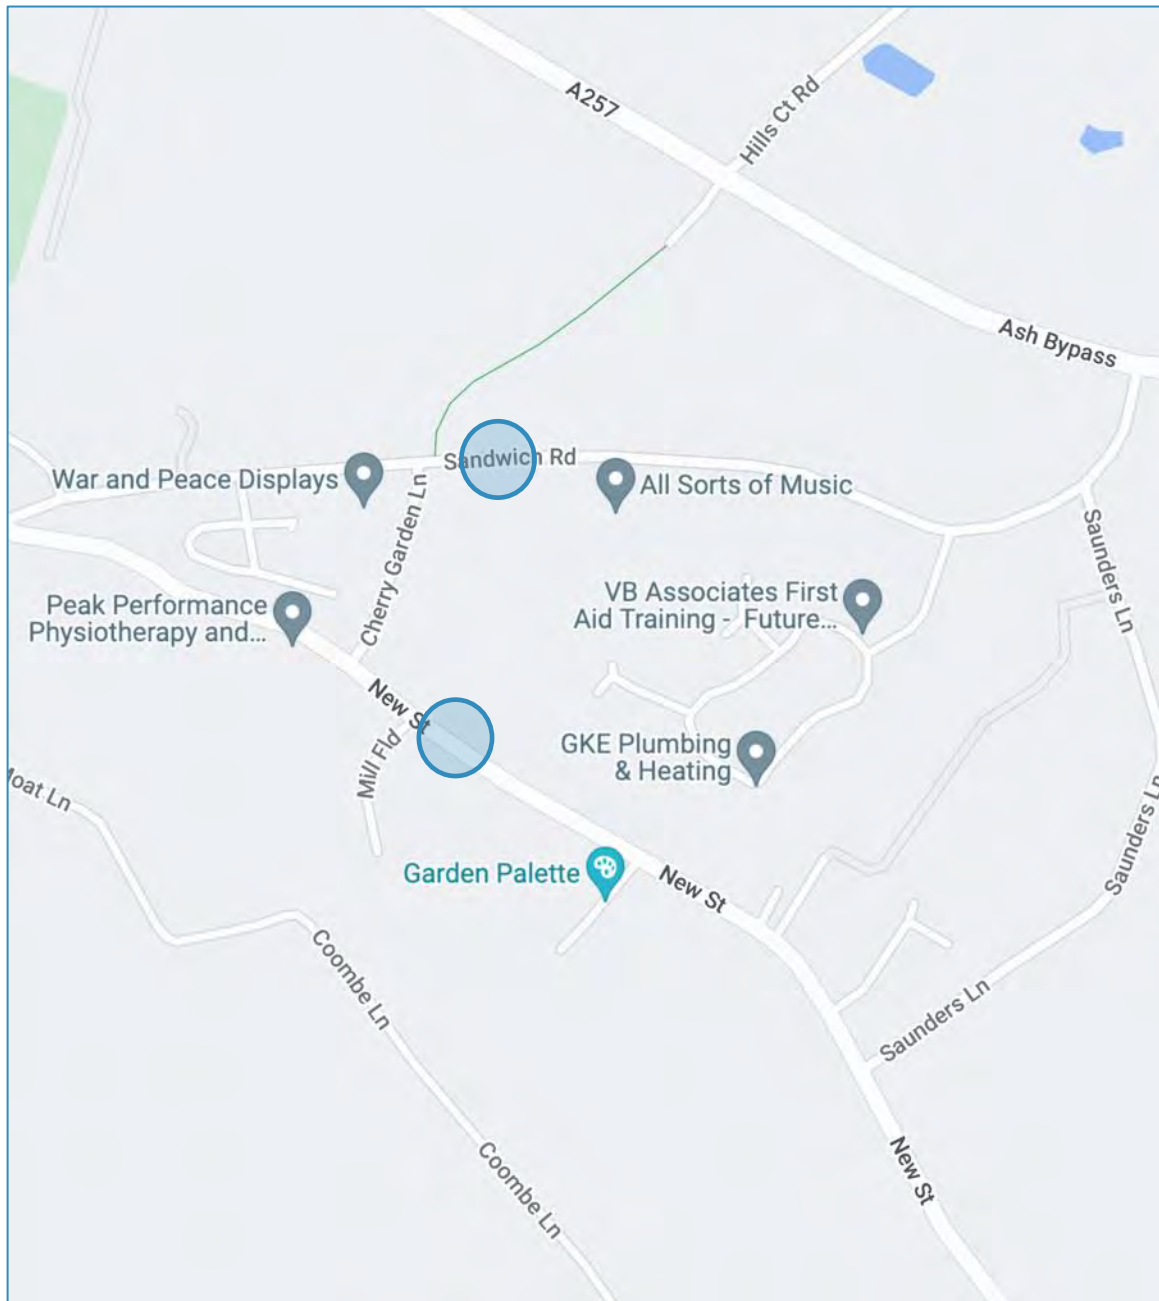 A257
Hills Ct Rd
Ash Bypass
Sandwich Rd
War and Peace Displays
All Sorts of Music
Cherry Garden Ln
Saunders Ln
VB Associates First
Aid Training - Future...
Peak Performance
Physiotherapy and...
New St
Mill Fld
GKE Plumbing
& Heating
Moat Ln
Saunders Ln
Garden Palette
New St
Coombe Ln
Saunders Ln
Coombe Ln
New St